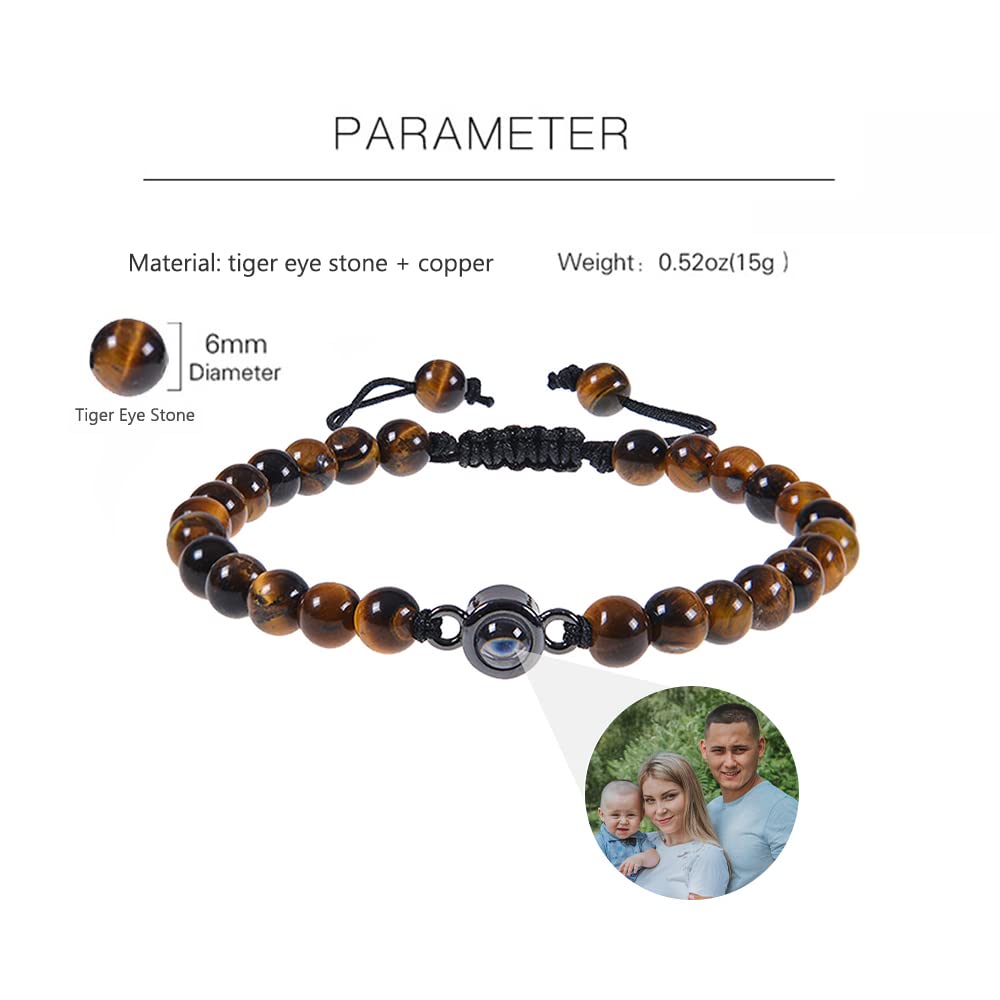 PARAMETER
Material: tiger eye stone + copper
Weight: 0.52oz(15g )
6mm
Diameter
Tiger Eye Stone